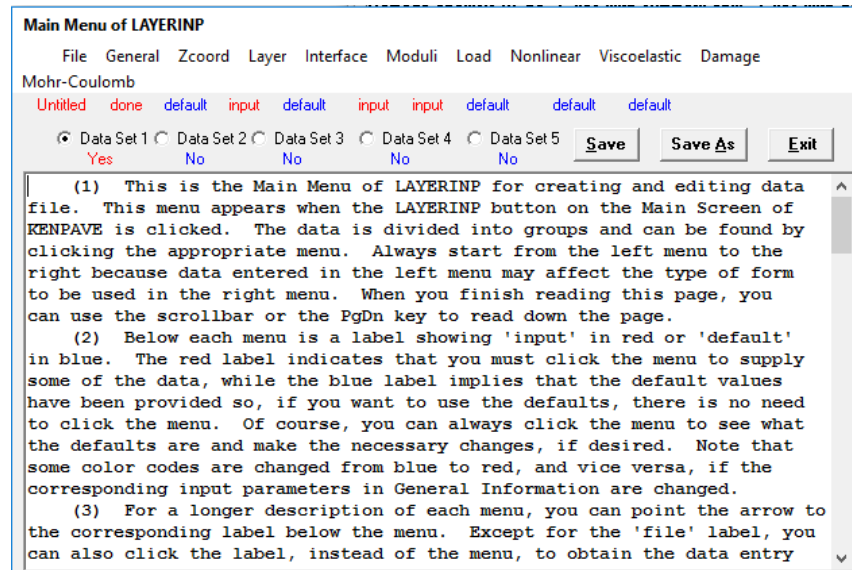 Main Menu of LAYERINP
File General Zcoord Layer Interface Moduli Load Nonlinear Viscoelastic Damage
Mohr-Coulomb
Untitled done default input default input input default default default
Data Set 1 Data Set 2 Data Set 3 Data Set 4 Data Set 5 Save Save As Exit
Yes No No No No
(1) This is the Main Menu of LAYERINP for creating and editing data
file. This menu appears when the LAYERINP button on the Main Screen of
KENPAVE is clicked. The data is divided into groups and can be found by
clicking the appropriate menu. Always start from the left menu to the
right because data entered in the left menu may affect the type of form
to be used in the right menu. When you finish reading this page, you
can use the scrollbar or the PgDn key to read down the page.
(2) Below each menu is a label showing 'input' in red or 'default'
in blue. The red label indicates that you must click the menu to supply
some of the data, while the blue label implies that the default values
have been provided so, if you want to use the defaults, there is no need
to click the menu. Of course, you can always click the menu to see what
the defaults are and make the necessary changes, if desired. Note that
some color codes are changed from blue to red, and vice versa, if the
corresponding input parameters in General Information are changed.
(3) For a longer description of each menu, you can point the arrow to
the corresponding label below the menu. Except for the 'file' label, you
can also click the label, instead of the menu, to obtain the data entry